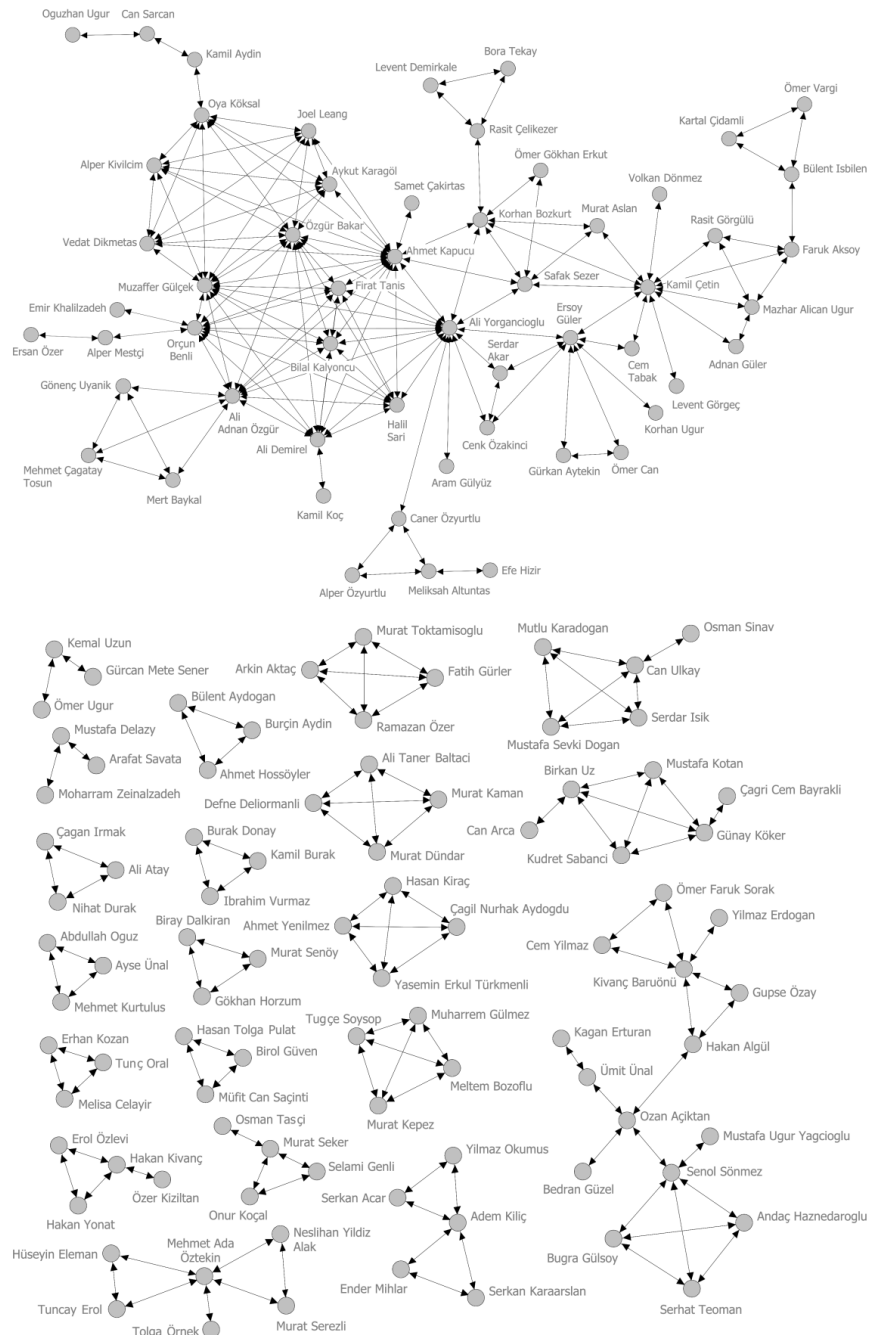 Oguzhan Ugur
Can Sarcan
Kamil Aydin
Oya Köksal
Joel Leang
Alper Kivilcim
Aykut Karagöl
Vedat Dikmetas
Özgür Bakar
Samet Çakirtas
Ahmet Kapucu
Levent Demirkale
Bora Tekay
Rasit Çelikezer
Ömer Gökhan Erkut
Korhan Bozkurt
Murat Aslan
Volkan Dönmez
Ömer Vargi
Kartal Çidamli
Bülent Isbilen
Rasit Görgülü
Faruk Aksoy
Safak Sezer
Kamil Çetin
Mazhar Alican Ugur
Adnan Güler
Muzaffer Gülçek
Firat Tanis
Emir Khalilzadeh
Ersan Özer
Alper Mestçi
Orçun
Benli
Bilal Kalyoncu
Ali Yorgancioglu
Ersoy
Güler
Serdar
Akar
Cem
Tabak
Levent Görgeç
Korhan Ugur
Gönenç Uyanik
Ali
Adnan Özgür
Ali Demirel
Halil
Sari
Cenk Özakinci
Gürkan Aytekin
Ömer Can
Mehmet Çagatay
Tosun
Mert Baykal
Kamil Koç
Aram Gülyüz
Caner Özyurtlu
Alper Özyurtlu
Meliksah Altuntas
Efe Hizir
Kemal Uzun
Gürcan Mete Sener
Ömer Ugur
Mustafa Delazy
Arafat Savata
Moharram Zeinalzadeh
Bülent Aydogan
Burçin Aydin
Ahmet Hossöyler
Murat Toktamisoglu
Arkin Aktaç
Fatih Gürler
Ramazan Özer
Mutlu Karadogan
Osman Sinav
Can Ulkay
Serdar Isik
Mustafa Sevki Dogan
Ali Taner Baltaci
Defne Deliormanli
Murat Kaman
Murat Dündar
Birkan Uz
Mustafa Kotan
Çagri Cem Bayrakli
Can Arca
Günay Köker
Kudret Sabanci
Çagan Irmak
Ali Atay
Nihat Durak
Burak Donay
Kamil Burak
Ibrahim Vurmaz
Hasan Kiraç
Ahmet Yenilmez
Çagil Nurhak Aydogdu
Yasemin Erkul Türkmenli
Ömer Faruk Sorak
Yilmaz Erdogan
Cem Yilmaz
Kivanç Baruönü
Gupse Özay
Hakan Algül
Abdullah Oguz
Ayse Ünal
Mehmet Kurtulus
Biray Dalkiran
Murat Senöy
Gökhan Horzum
Erhan Kozan
Tunç Oral
Melisa Celayir
Hasan Tolga Pulat
Birol Güven
Müfit Can Saçinti
Tugçe Soysop
Muharrem Gülmez
Meltem Bozoflu
Murat Kepez
Kagan Erturan
Ümit Ünal
Ozan Açiktan
Bedran Güzel
Mustafa Ugur Yagcioglu
Senol Sönmez
Andaç Haznedaroglu
Bugra Gülsoy
Serhat Teoman
Erol Özlevi
Hakan Kivanç
Özer Kiziltan
Hakan Yonat
Osman Tasçi
Murat Seker
Selami Genli
Onur Koçal
Yilmaz Okumus
Serkan Acar
Adem Kiliç
Ender Mihlar
Serkan Karaarslan
Hüseyin Eleman
Mehmet Ada
Öztekin
Neslihan Yildiz
Alak
Tuncay Erol
Tolga Örnek
Murat Serezli